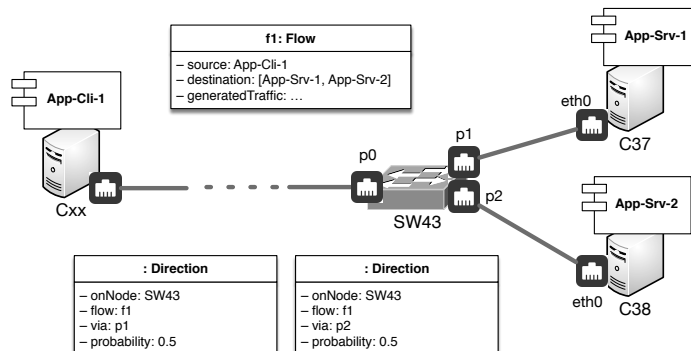 f1: Flow
– source: App-Cli-1
– destination: [App-Srv-1, App-Srv-2]
– generatedTraffic: …
App-Srv-1
App-Cli-1
eth0
C37
p1
p0
Cxx
p2
SW43
App-Srv-2
eth0
C38
: Direction
– onNode: SW43
– flow: f1
– via: p1
– probability: 0.5
: Direction
– onNode: SW43
– flow: f1
– via: p2
– probability: 0.5